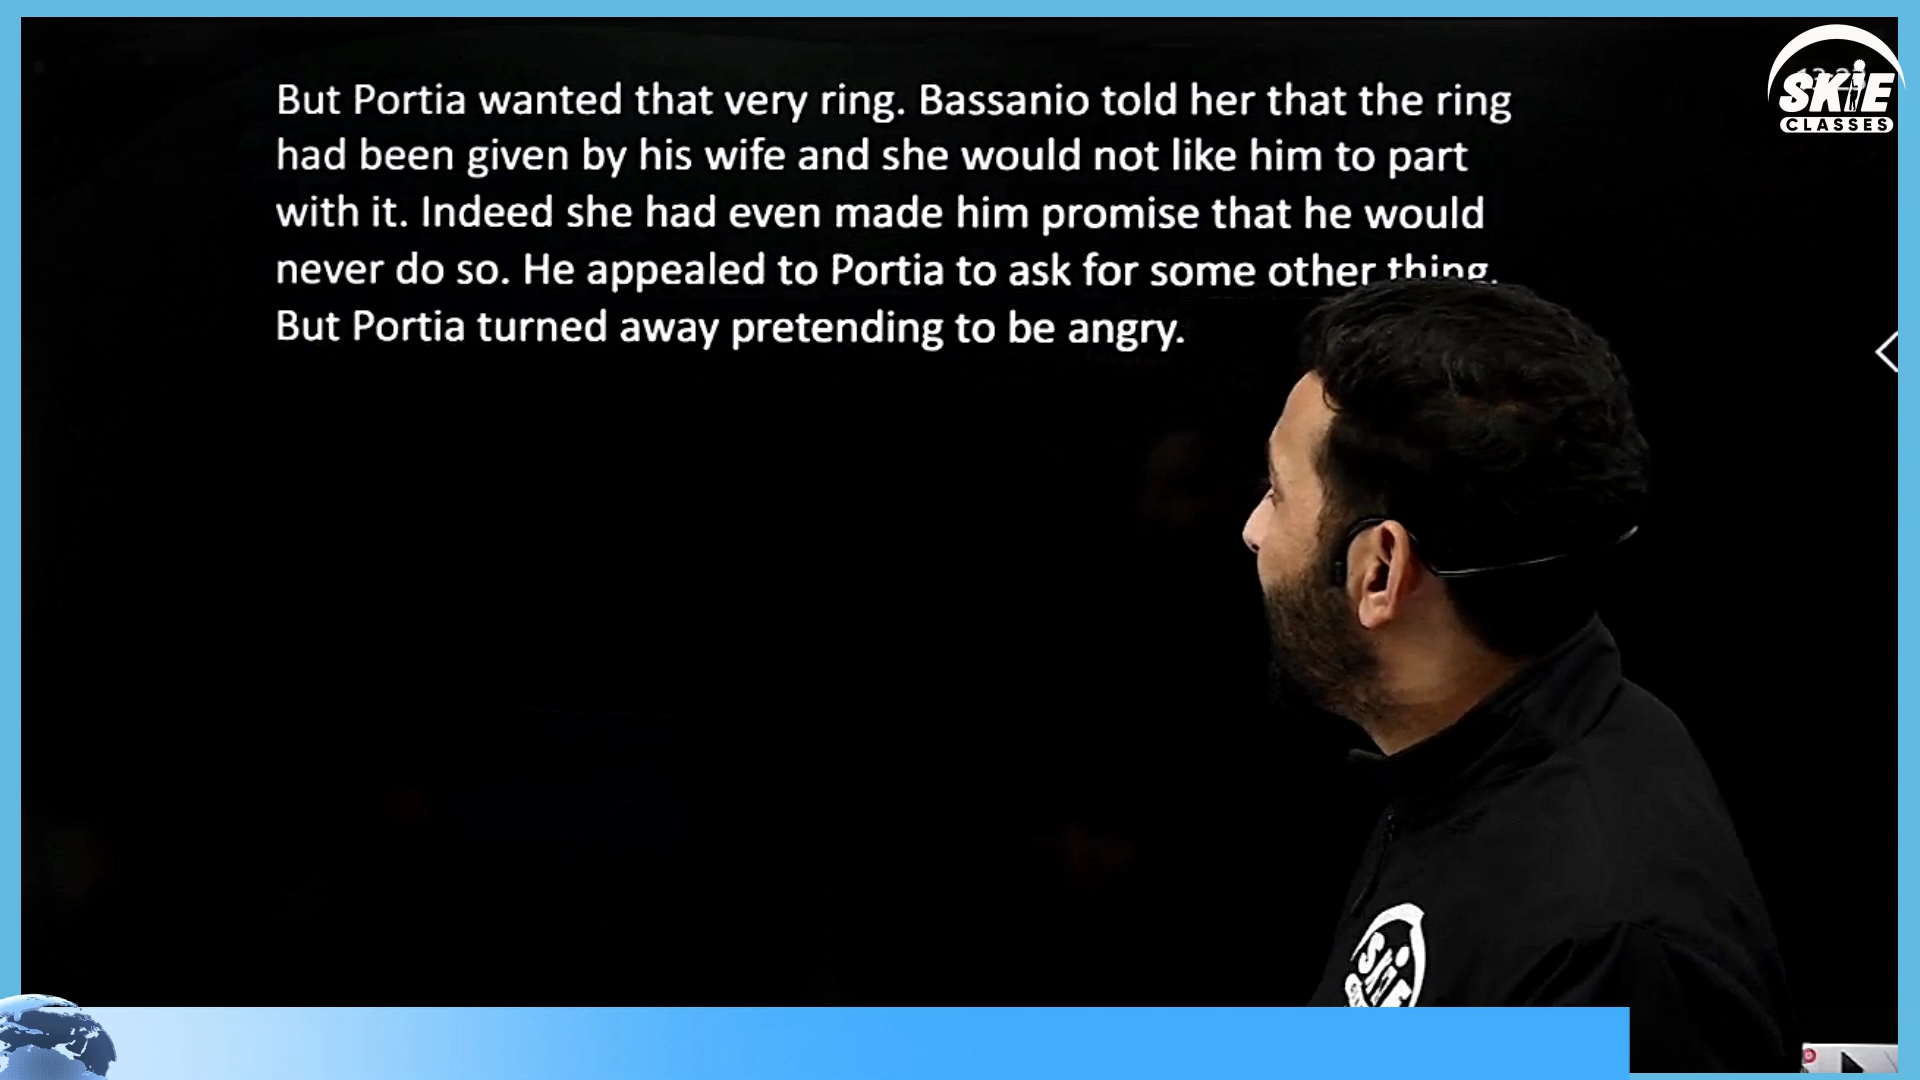 SKIE
CLASSES
But Portia wanted that very ring. Bassanio told her that the ring
had been given by his wife and she would not like him to part
with it. Indeed she had even made him promise that he would
never do so. He appealed to Portia to ask for some other thing.
But Portia turned away pretending to be angry.